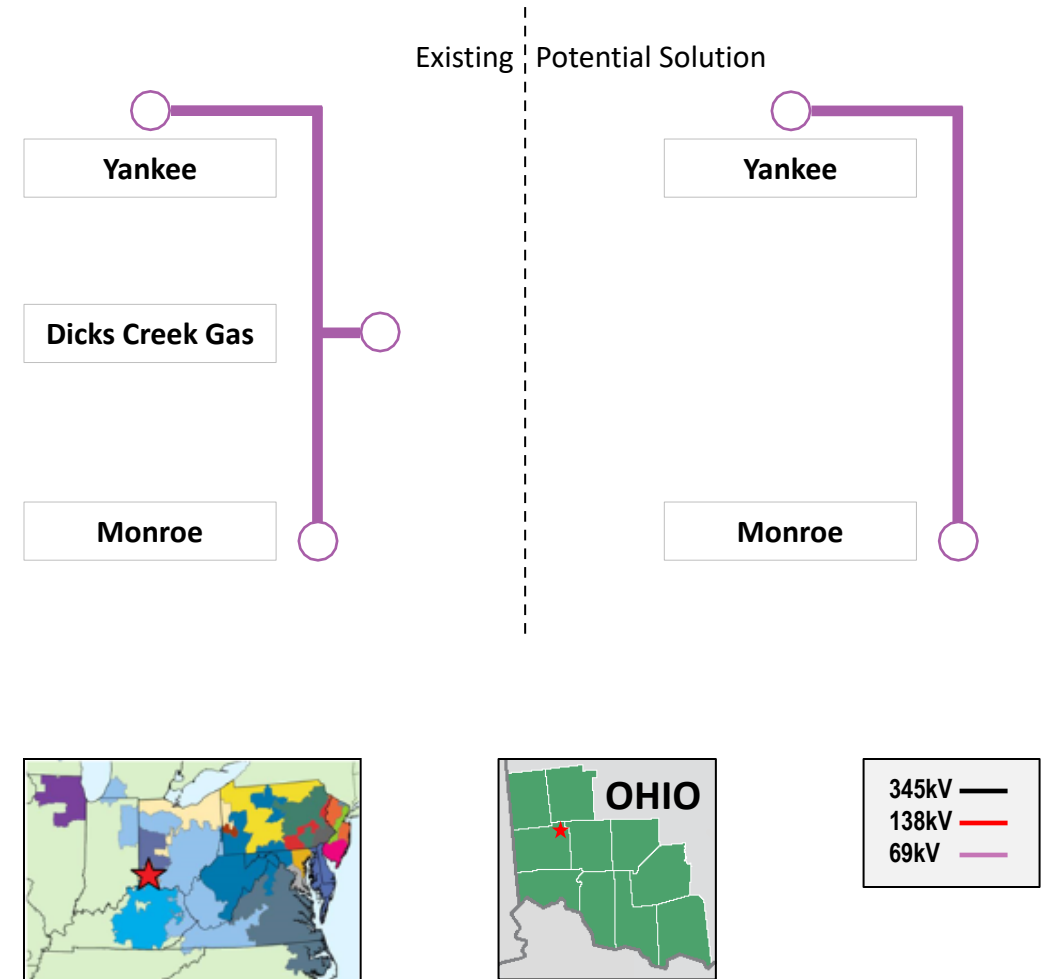 Existing Potential Solution
Yankee
Yankee
Dicks Creek Gas
Monroe
Monroe
OHIO
345kV
138kV
69kV